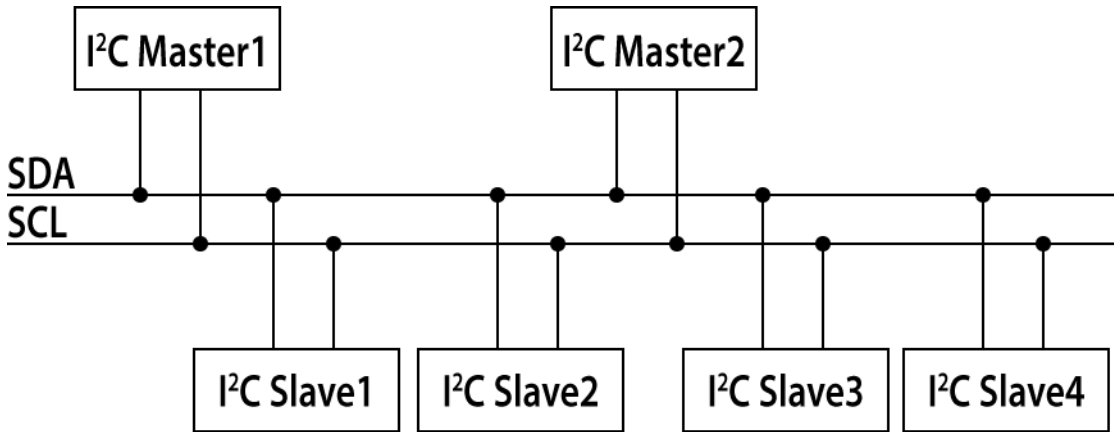 I²C Master1
I²C Master2
SDA
SCL
I²C Slave1
I²C Slave2
I²C Slave3
I²C Slave4